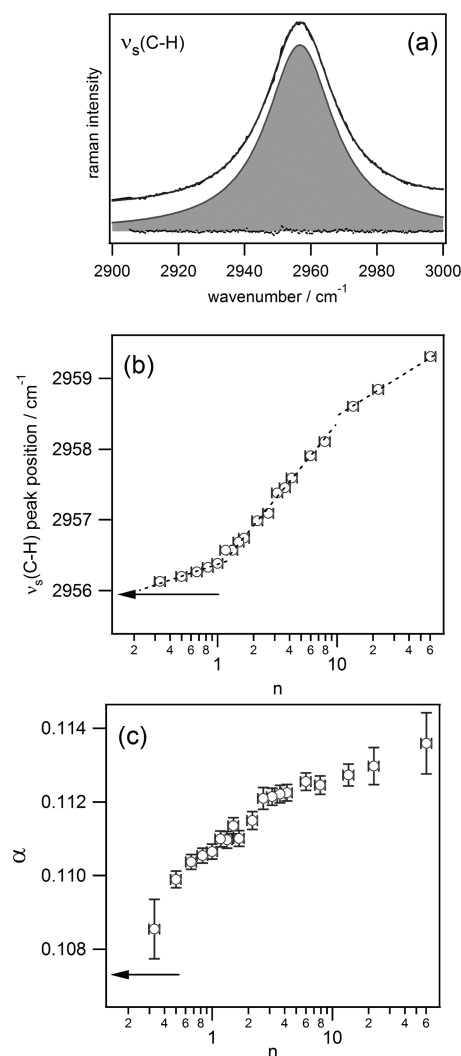 ν_s(C-H)
(a)
raman intensity
2900 2920 2940 2960 2980 3000
wavenumber / cm⁻¹
(b)
ν_s(C-H) peak position / cm⁻¹
2959
2958
2957
2956
2 4 6 8 1 2 4 6 8 10 2 4 6
n
(c)
α
0.114
0.112
0.110
0.108
2 4 6 8 1 2 4 6 8 10 2 4 6
n